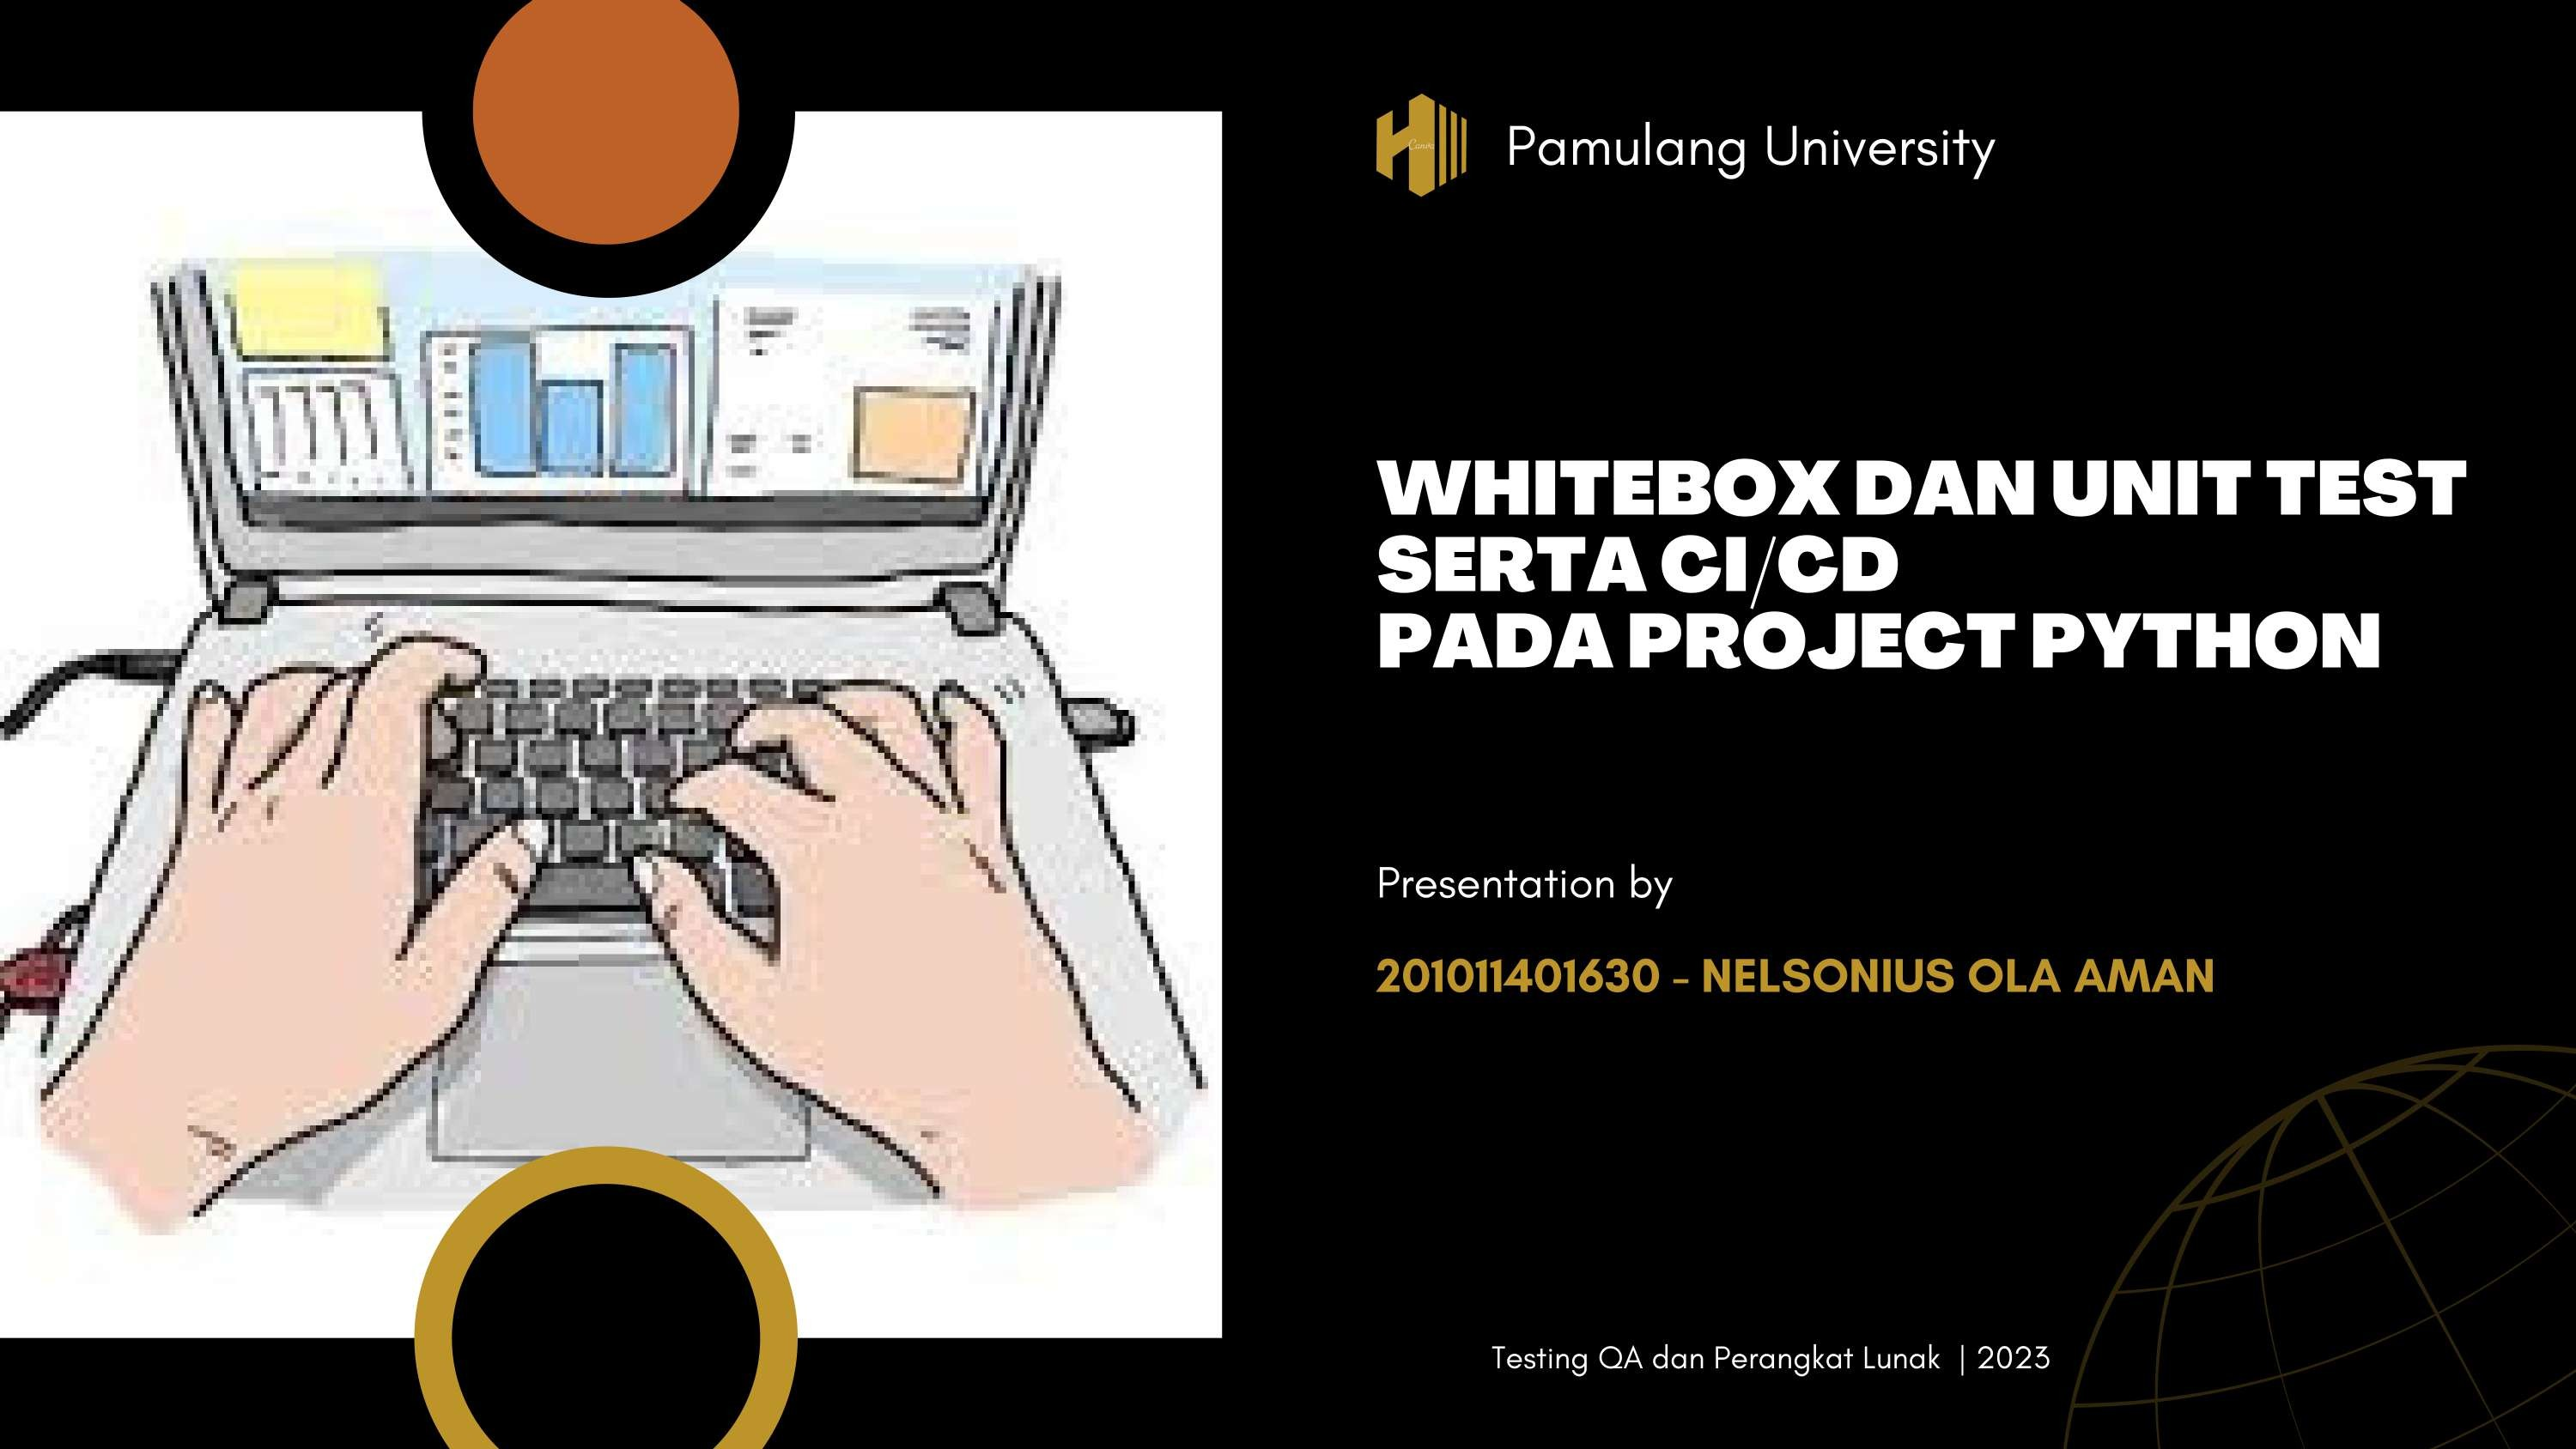 Pamulang University
WHITEBOX DAN UNIT TEST
SERTA CI/CD
PADA PROJECT PYTHON
Presentation by
201011401630 - NELSONIUS OLA AMAN
Testing QA dan Perangkat Lunak | 2023